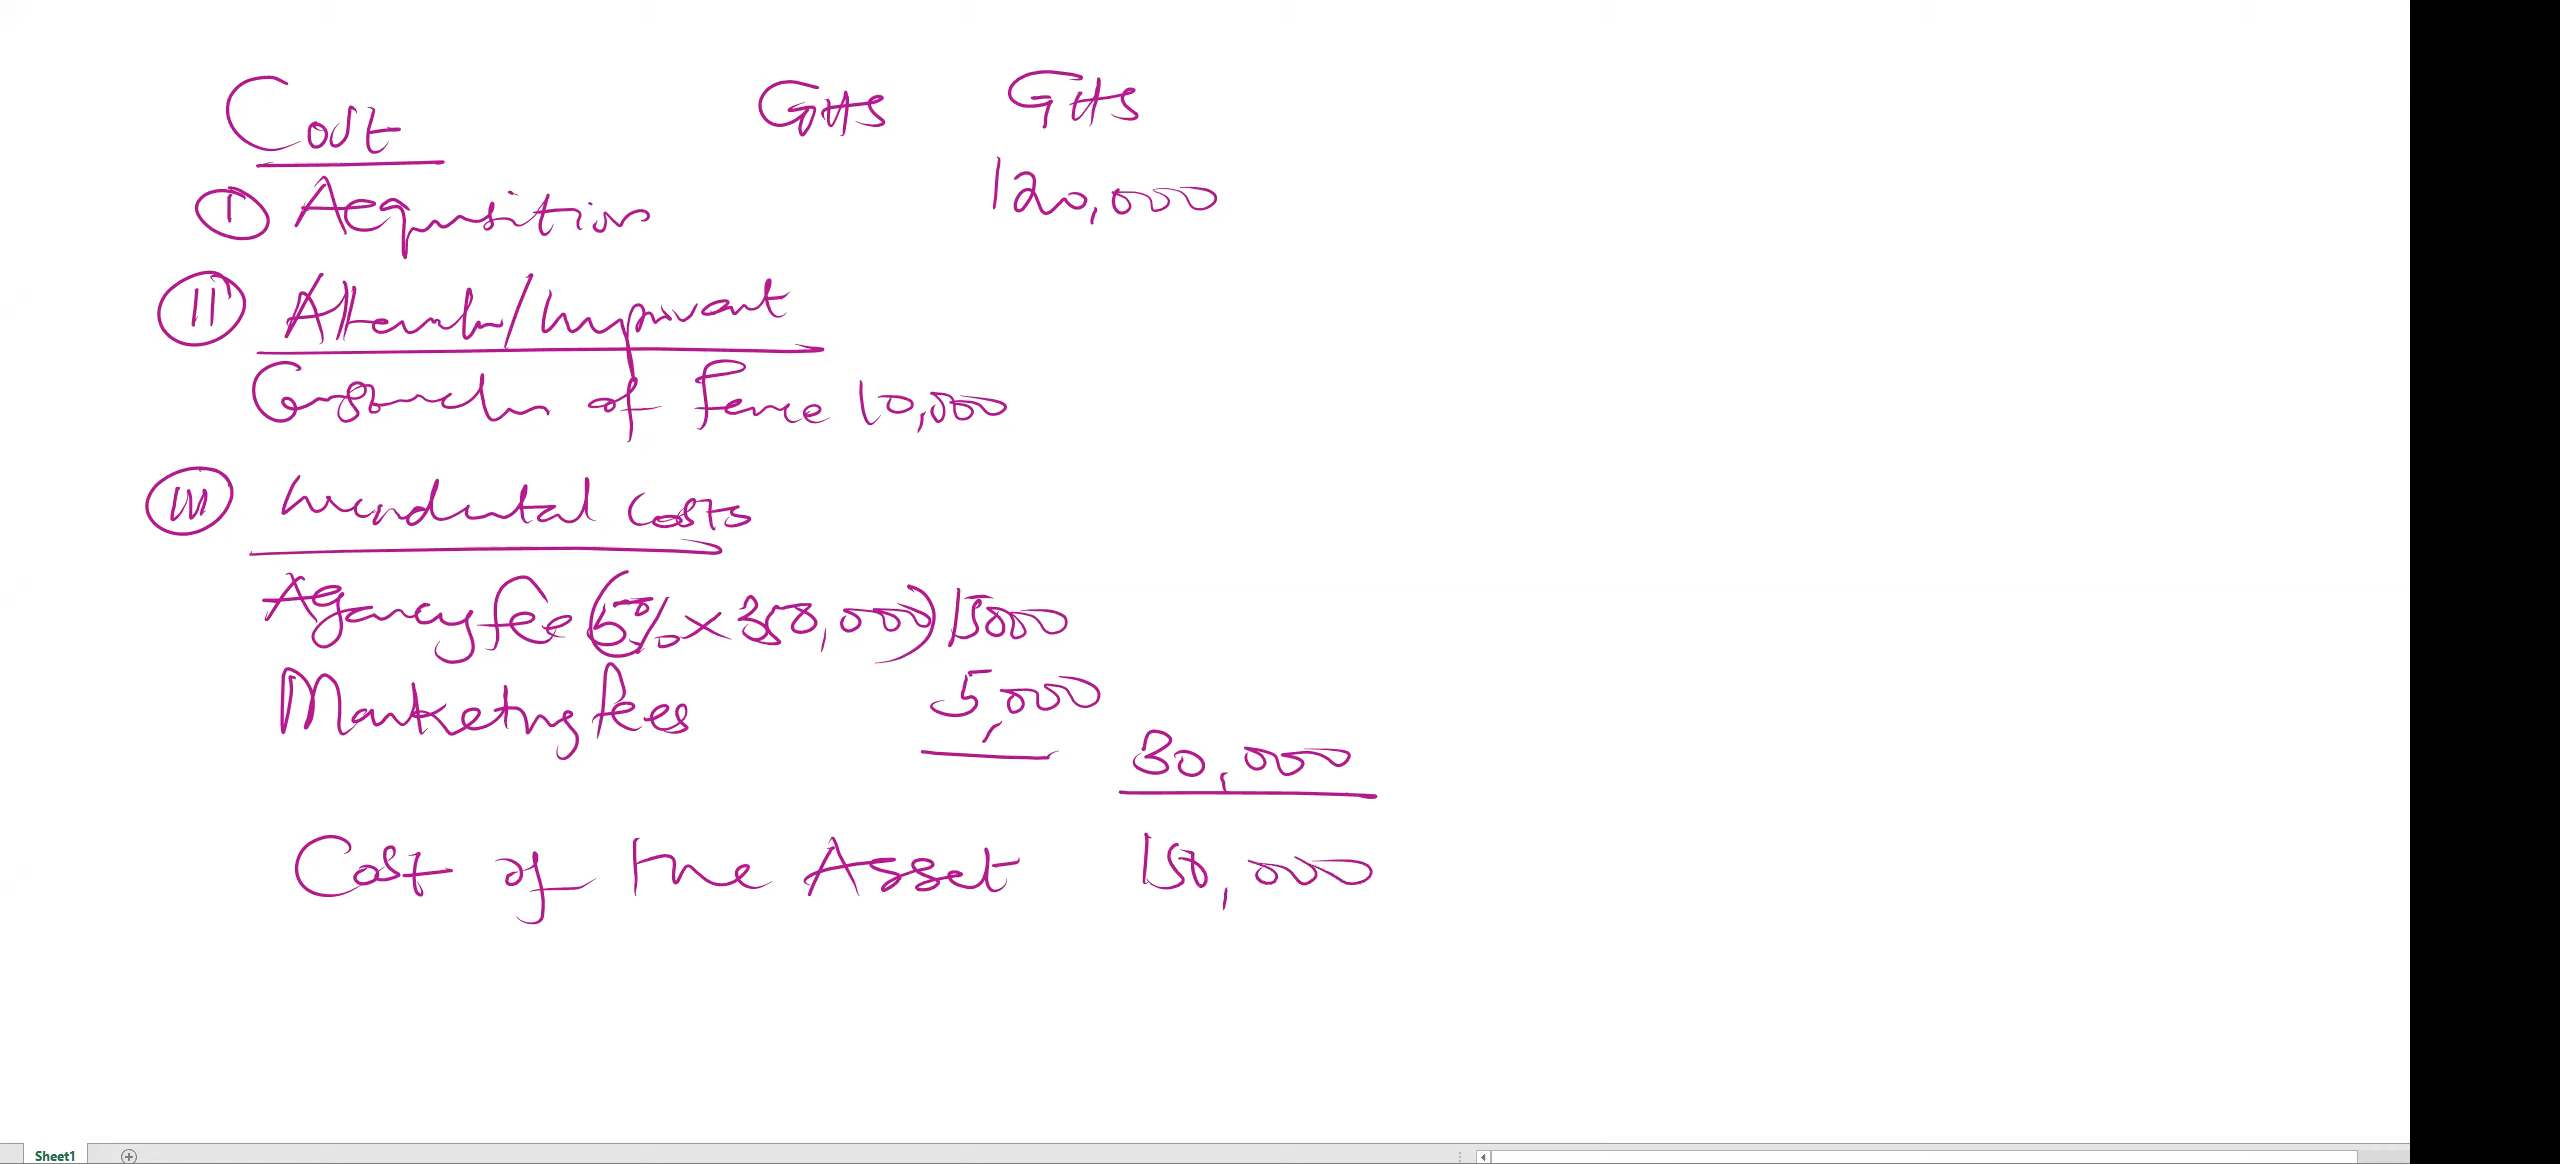 Cost GHS GHS
I Acquisition 120,000
II Alteration/Improvement
Construction of Fence 10,000
III Incidental Costs
Agency fee (5% × 350,000) 15000
Marketing fees 5,000
30,000
Cost of the Asset 150,000
Sheet1